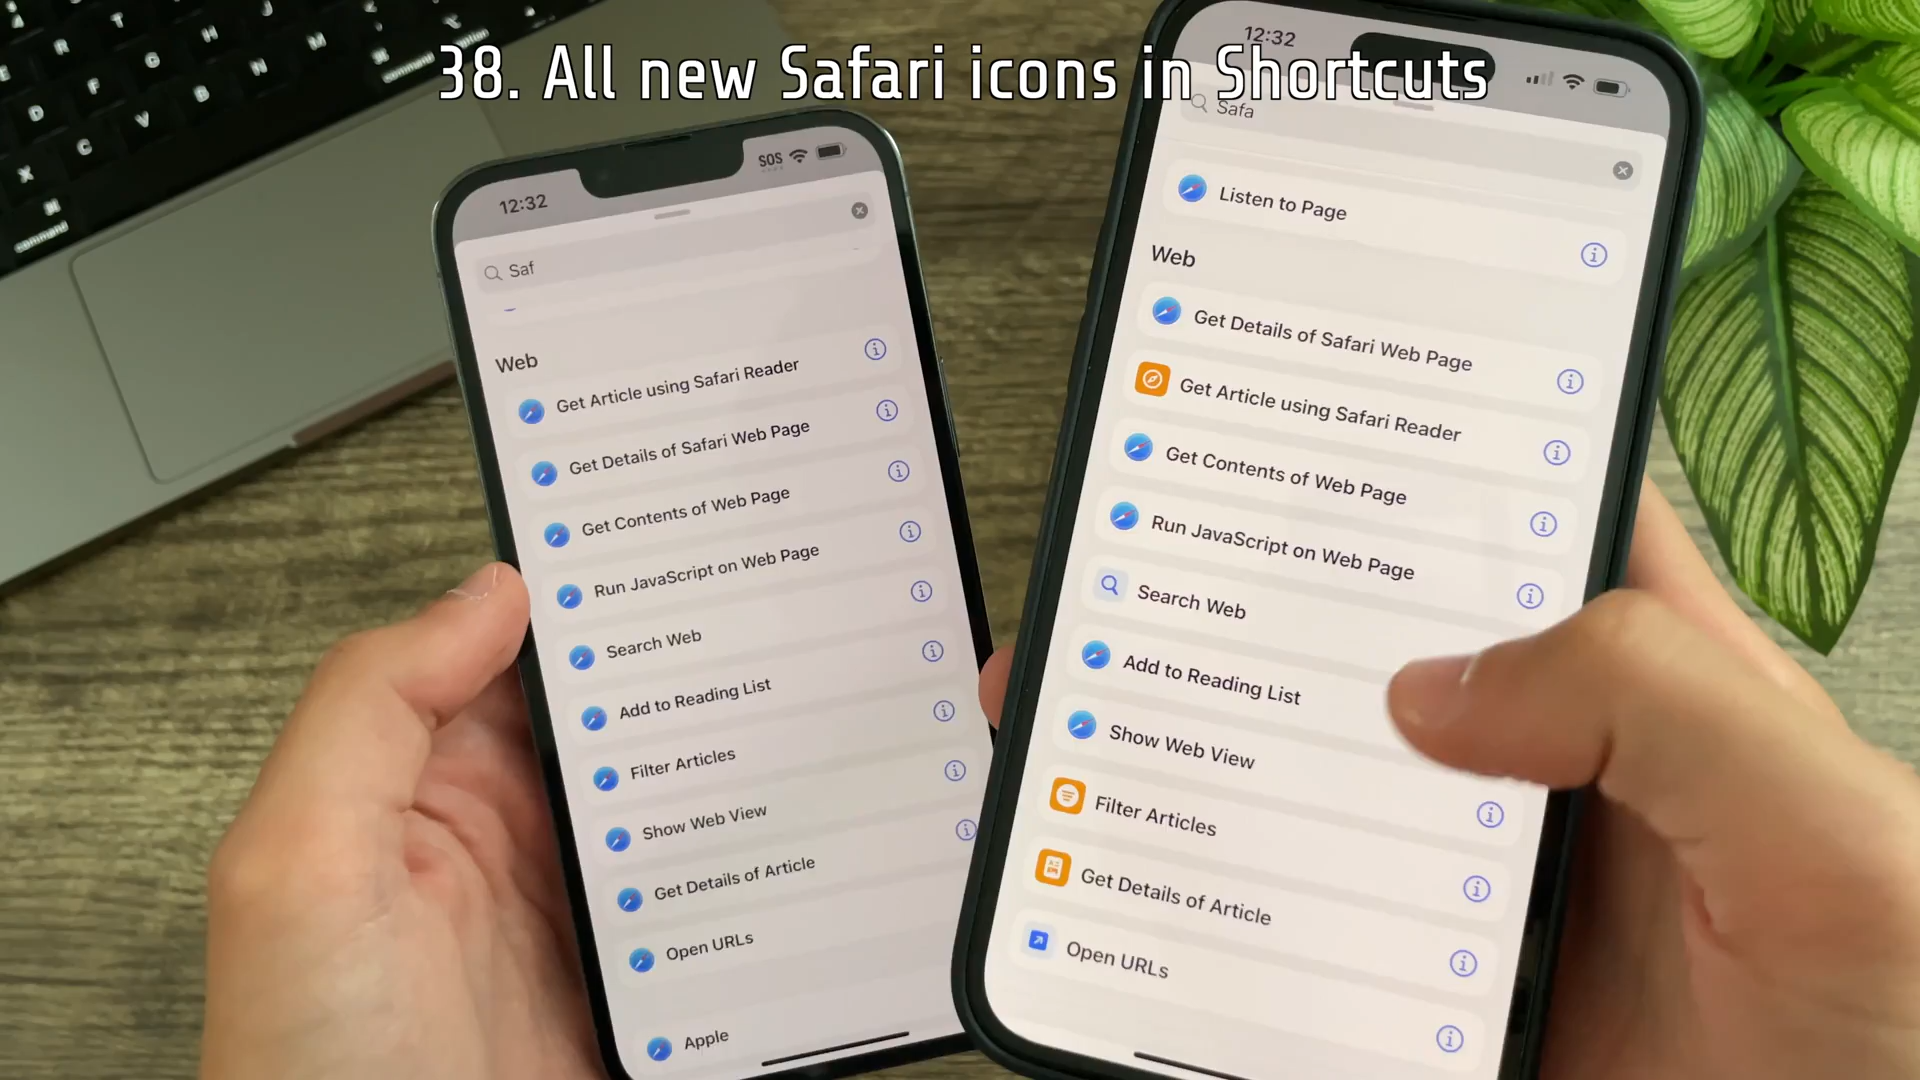 38. All new Safari icons in Shortcuts
12:32
SOS
Saf
Web
Get Article using Safari Reader
Get Details of Safari Web Page
Get Contents of Web Page
Run JavaScript on Web Page
Search Web
Add to Reading List
Filter Articles
Show Web View
Get Details of Article
Open URLs
Apple
12:32
Safa
Listen to Page
Web
Get Details of Safari Web Page
Get Article using Safari Reader
Get Contents of Web Page
Run JavaScript on Web Page
Search Web
Add to Reading List
Show Web View
Filter Articles
Get Details of Article
Open URLs
T
R
H
D
F
G
M
N
C
V
B
X
command
command